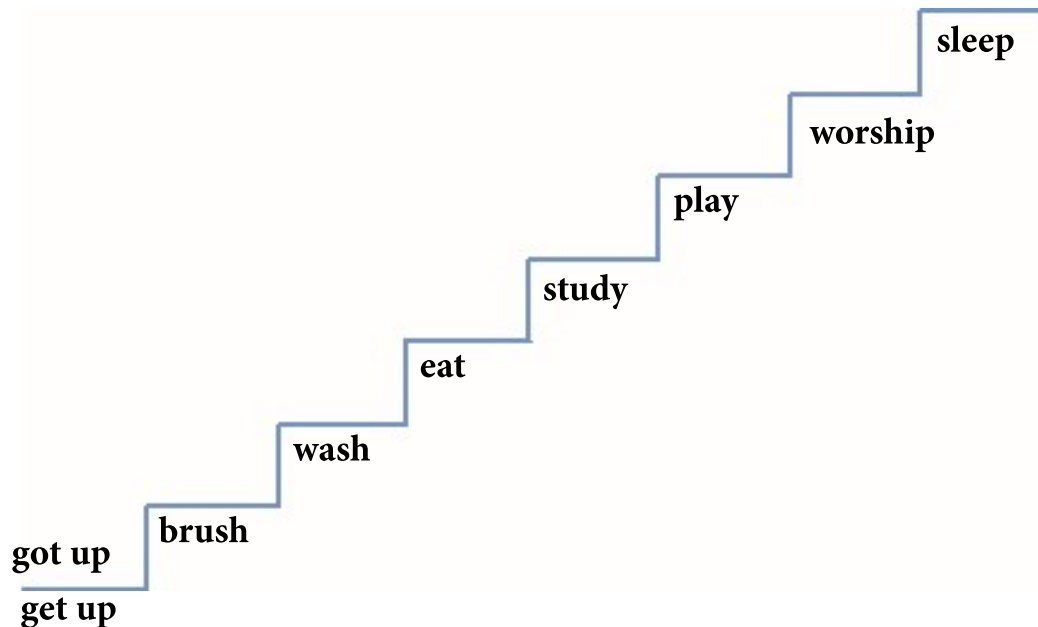 sleep
worship
play
study
eat
wash
brush
got up
get up